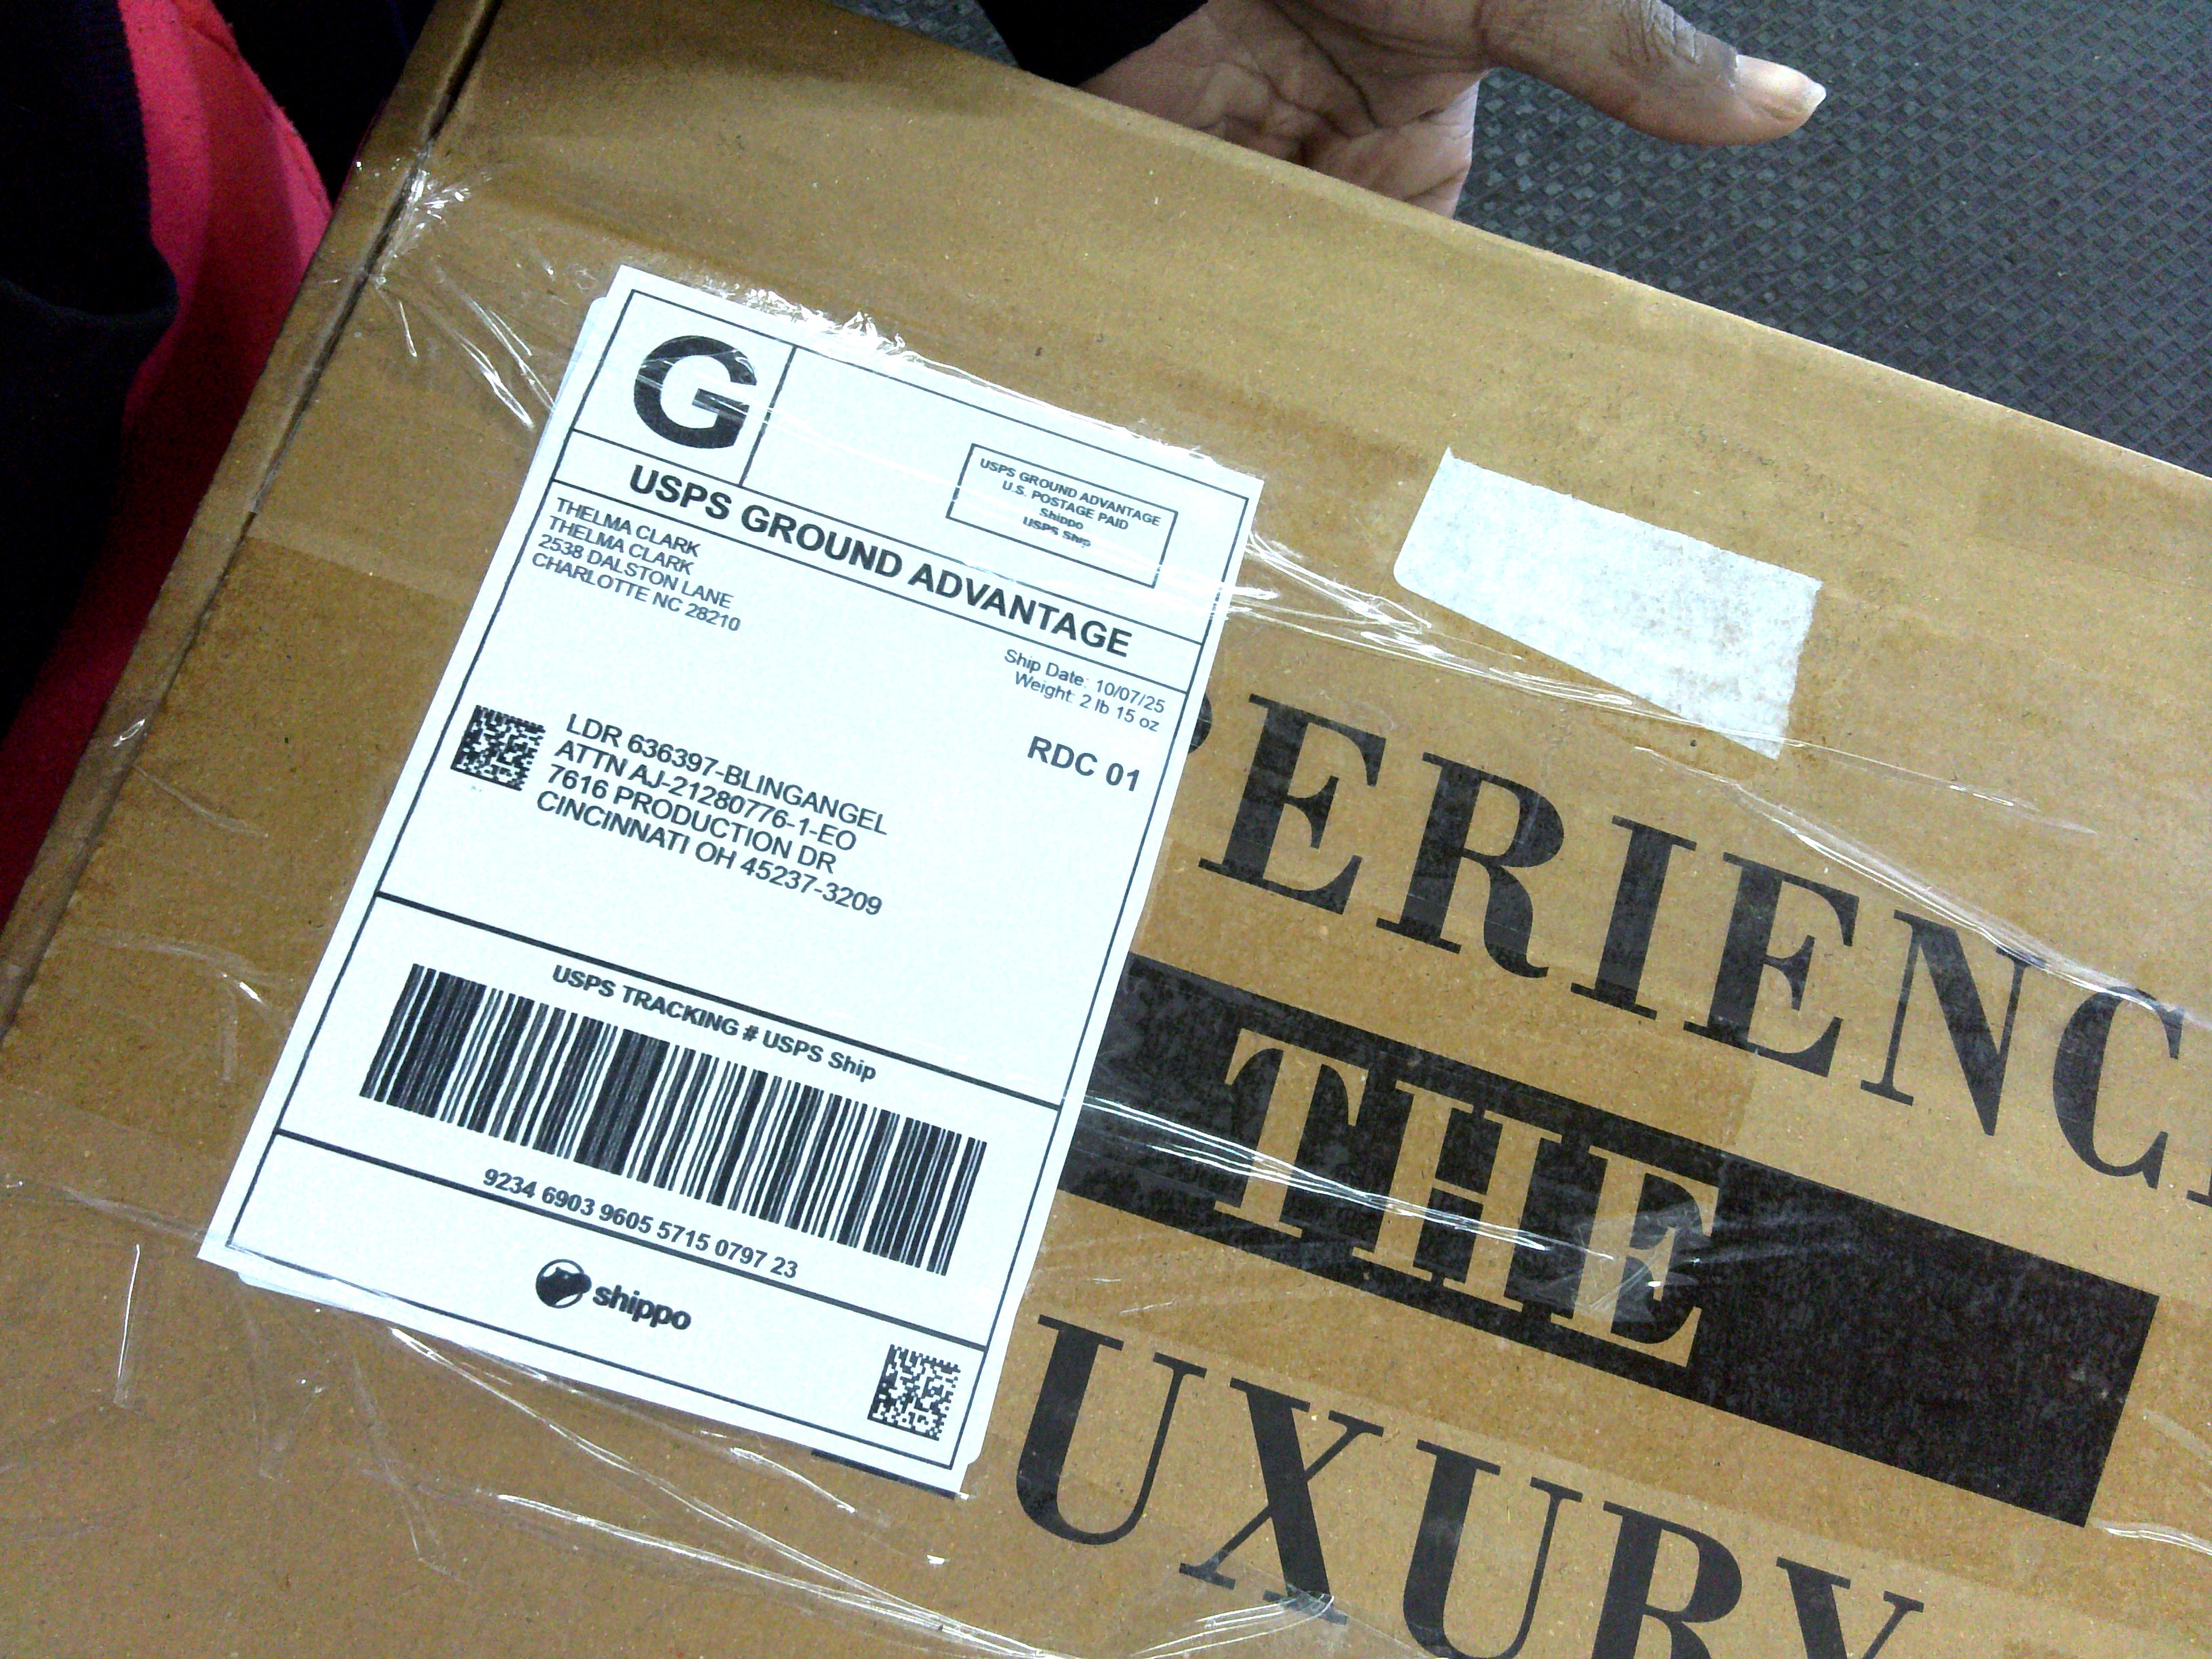 G
USPS GROUND ADVANTAGE
U.S. POSTAGE PAID
Shippo
USPS Ship
USPS GROUND ADVANTAGE
THELMA CLARK
THELMA CLARK
2538 DALSTON LANE
CHARLOTTE NC 28210
Ship Date: 10/07/25
Weight: 2 lb 15 oz
RDC 01
LDR 636397-BLINGANGEL
ATTN AJ-21280776-1-EO
7616 PRODUCTION DR
CINCINNATI OH 45237-3209
USPS TRACKING # USPS Ship
9234 6903 9605 5715 0797 23
shippo
PERIENC
THE
UXURY